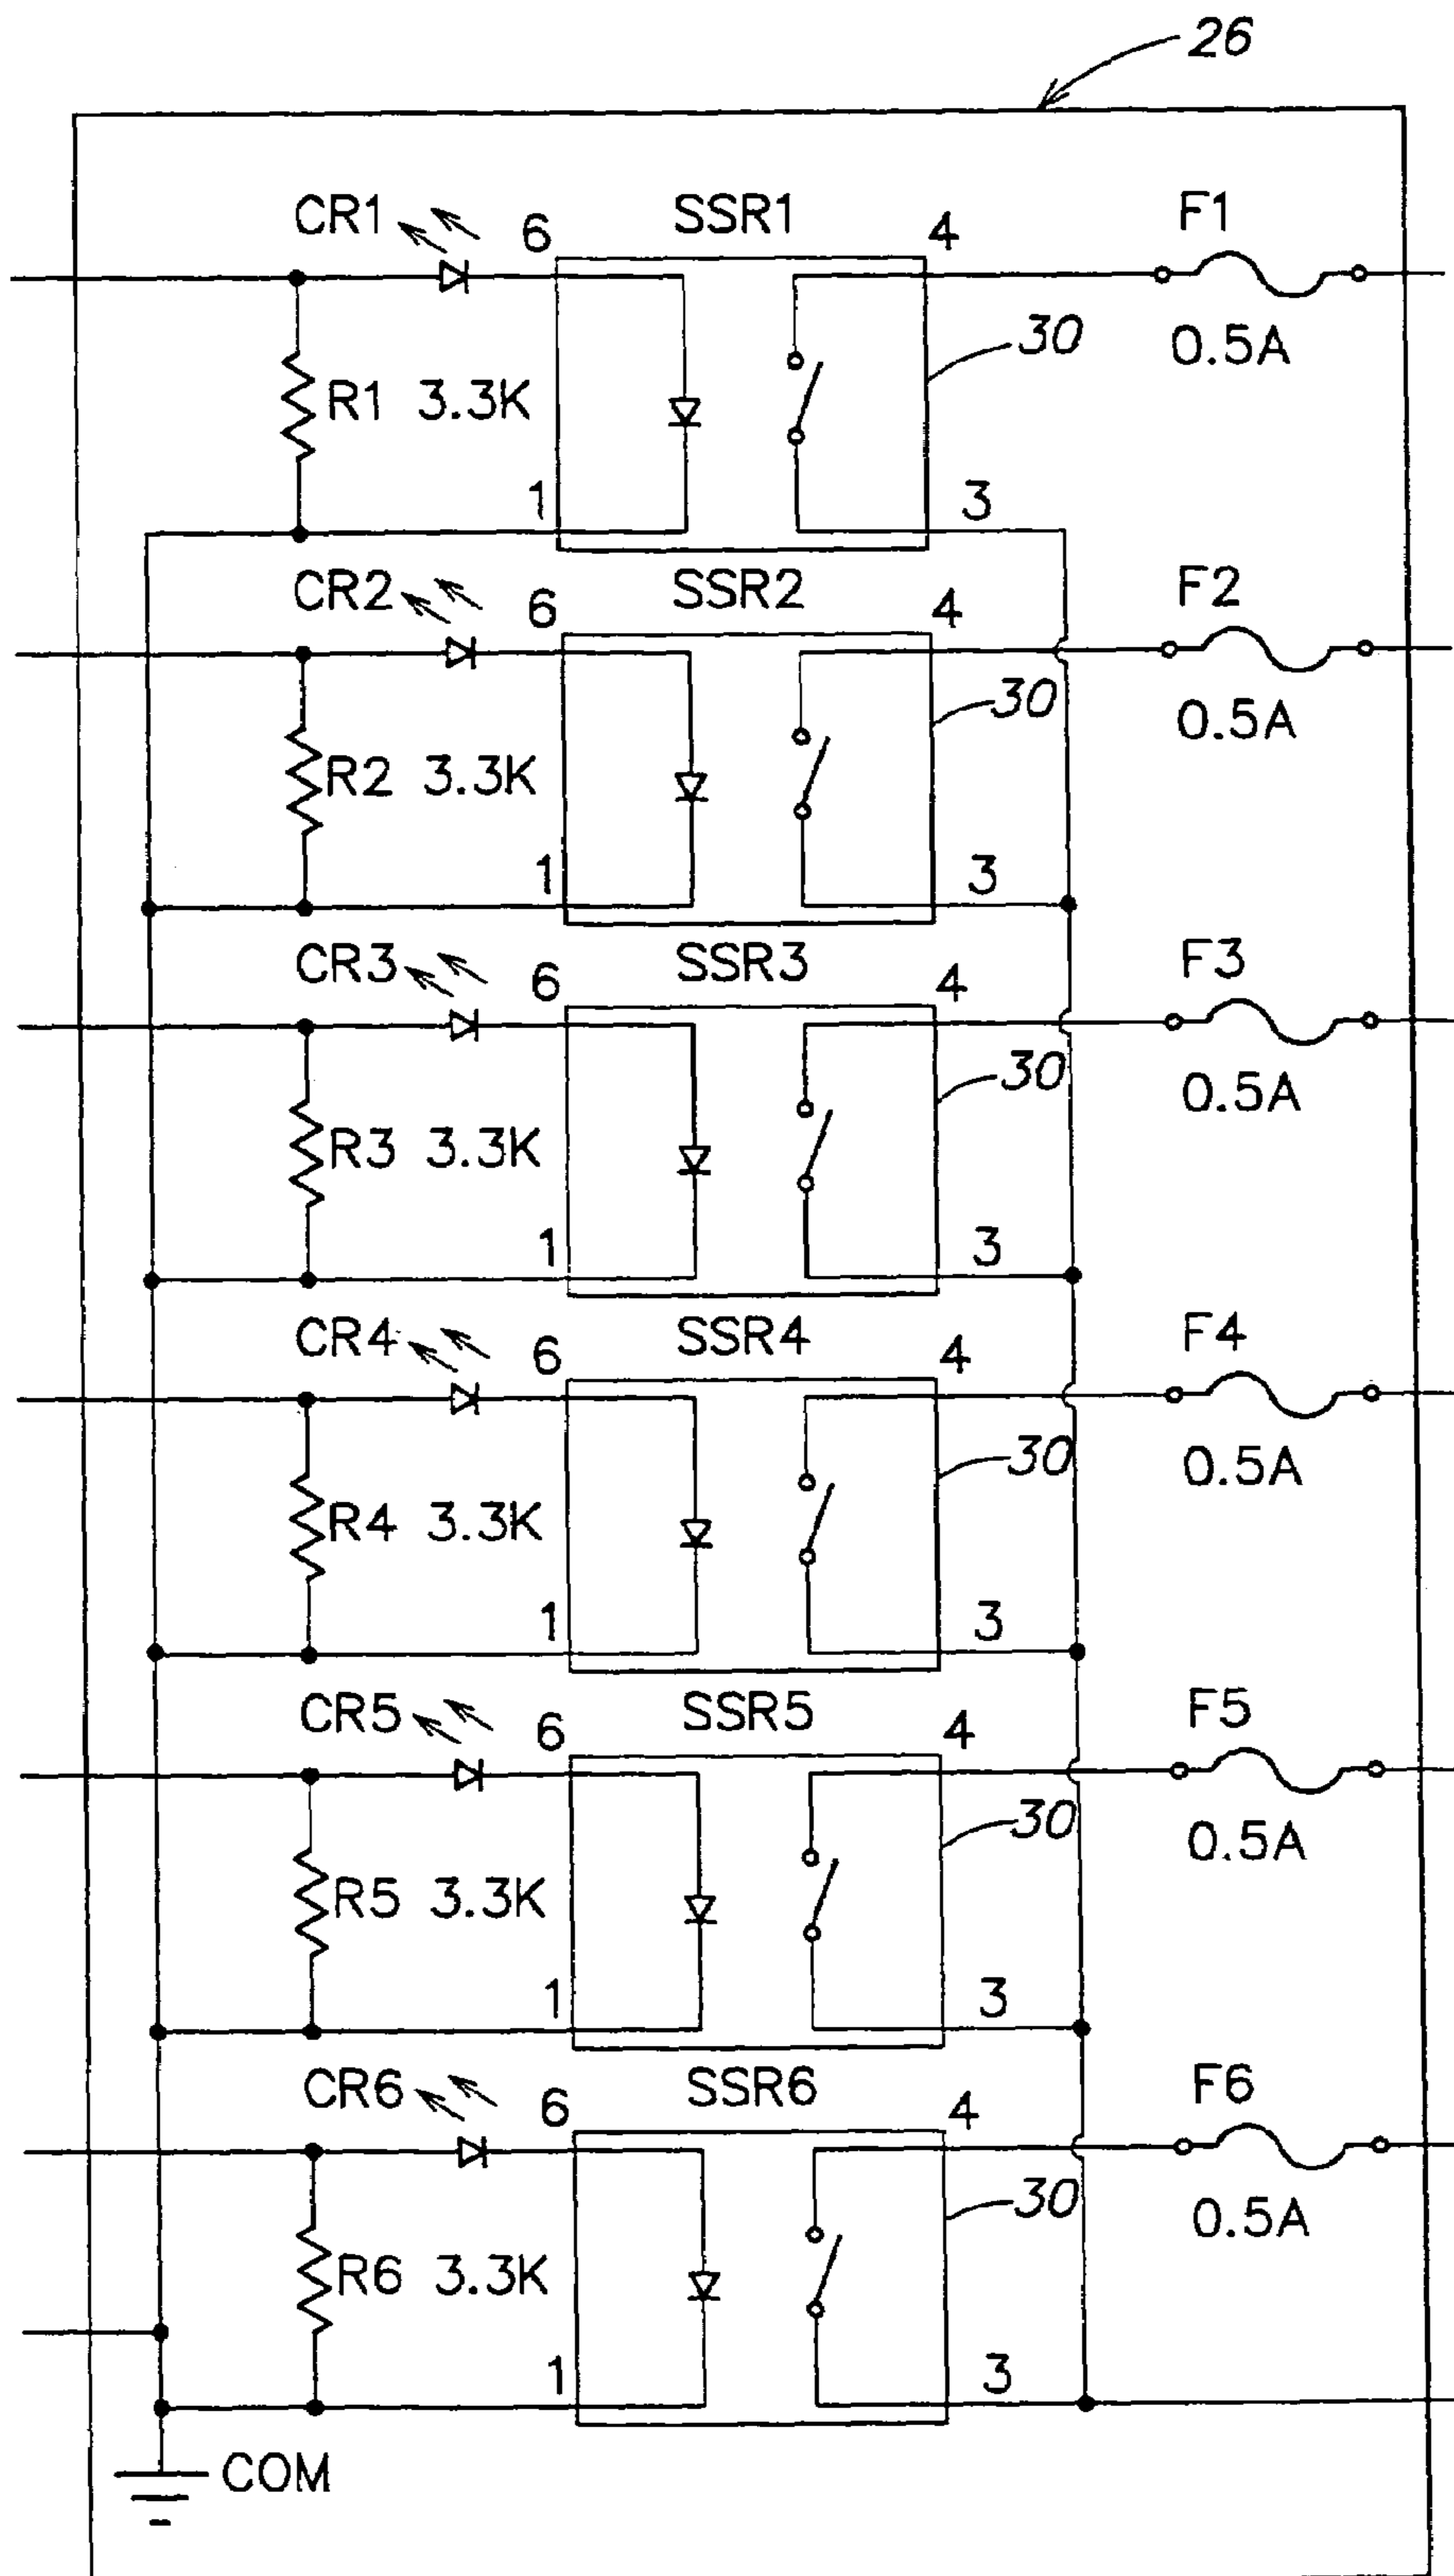 26
CR1 6 SSR1 4 F1
30
0.5A
R1 3.3K
1 3
CR2 6 SSR2 4 F2
30
0.5A
R2 3.3K
1 3
CR3 6 SSR3 4 F3
30
0.5A
R3 3.3K
1 3
CR4 6 SSR4 4 F4
30
0.5A
R4 3.3K
1 3
CR5 6 SSR5 4 F5
30
0.5A
R5 3.3K
1 3
CR6 6 SSR6 4 F6
30
0.5A
R6 3.3K
1 3
COM